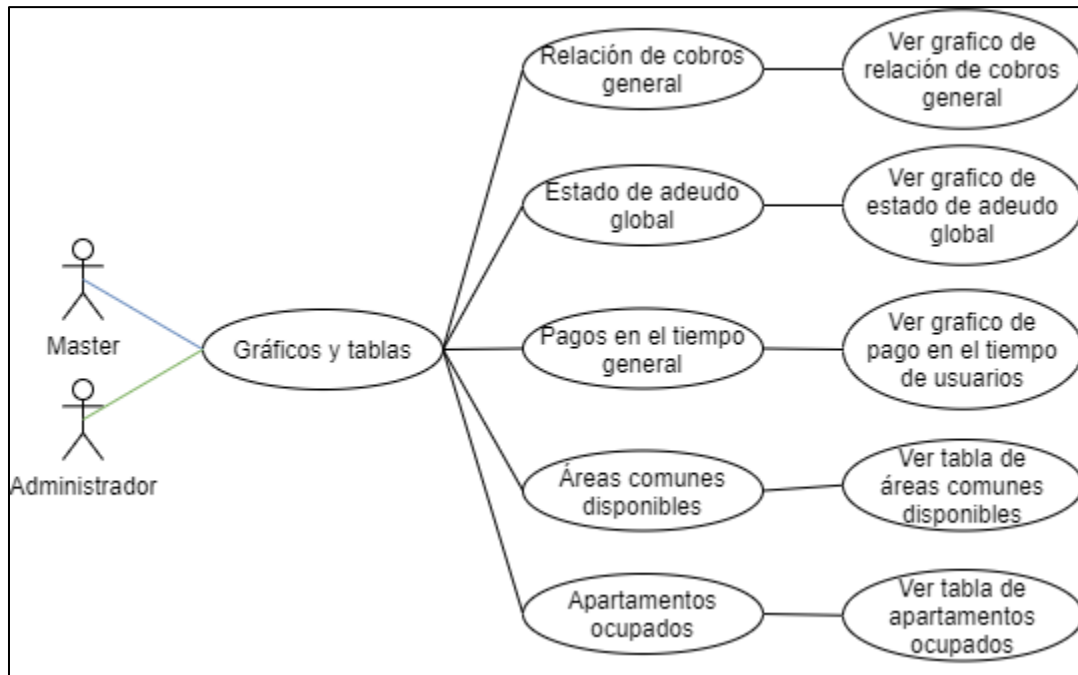 Relación de cobros
general
Ver grafico de
relación de cobros
general
Estado de adeudo
global
Ver grafico de
estado de adeudo
global
Master
Gráficos y tablas
Pagos en el tiempo
general
Ver grafico de
pago en el tiempo
de usuarios
Administrador
Áreas comunes
disponibles
Ver tabla de
áreas comunes
disponibles
Apartamentos
ocupados
Ver tabla de
apartamentos
ocupados